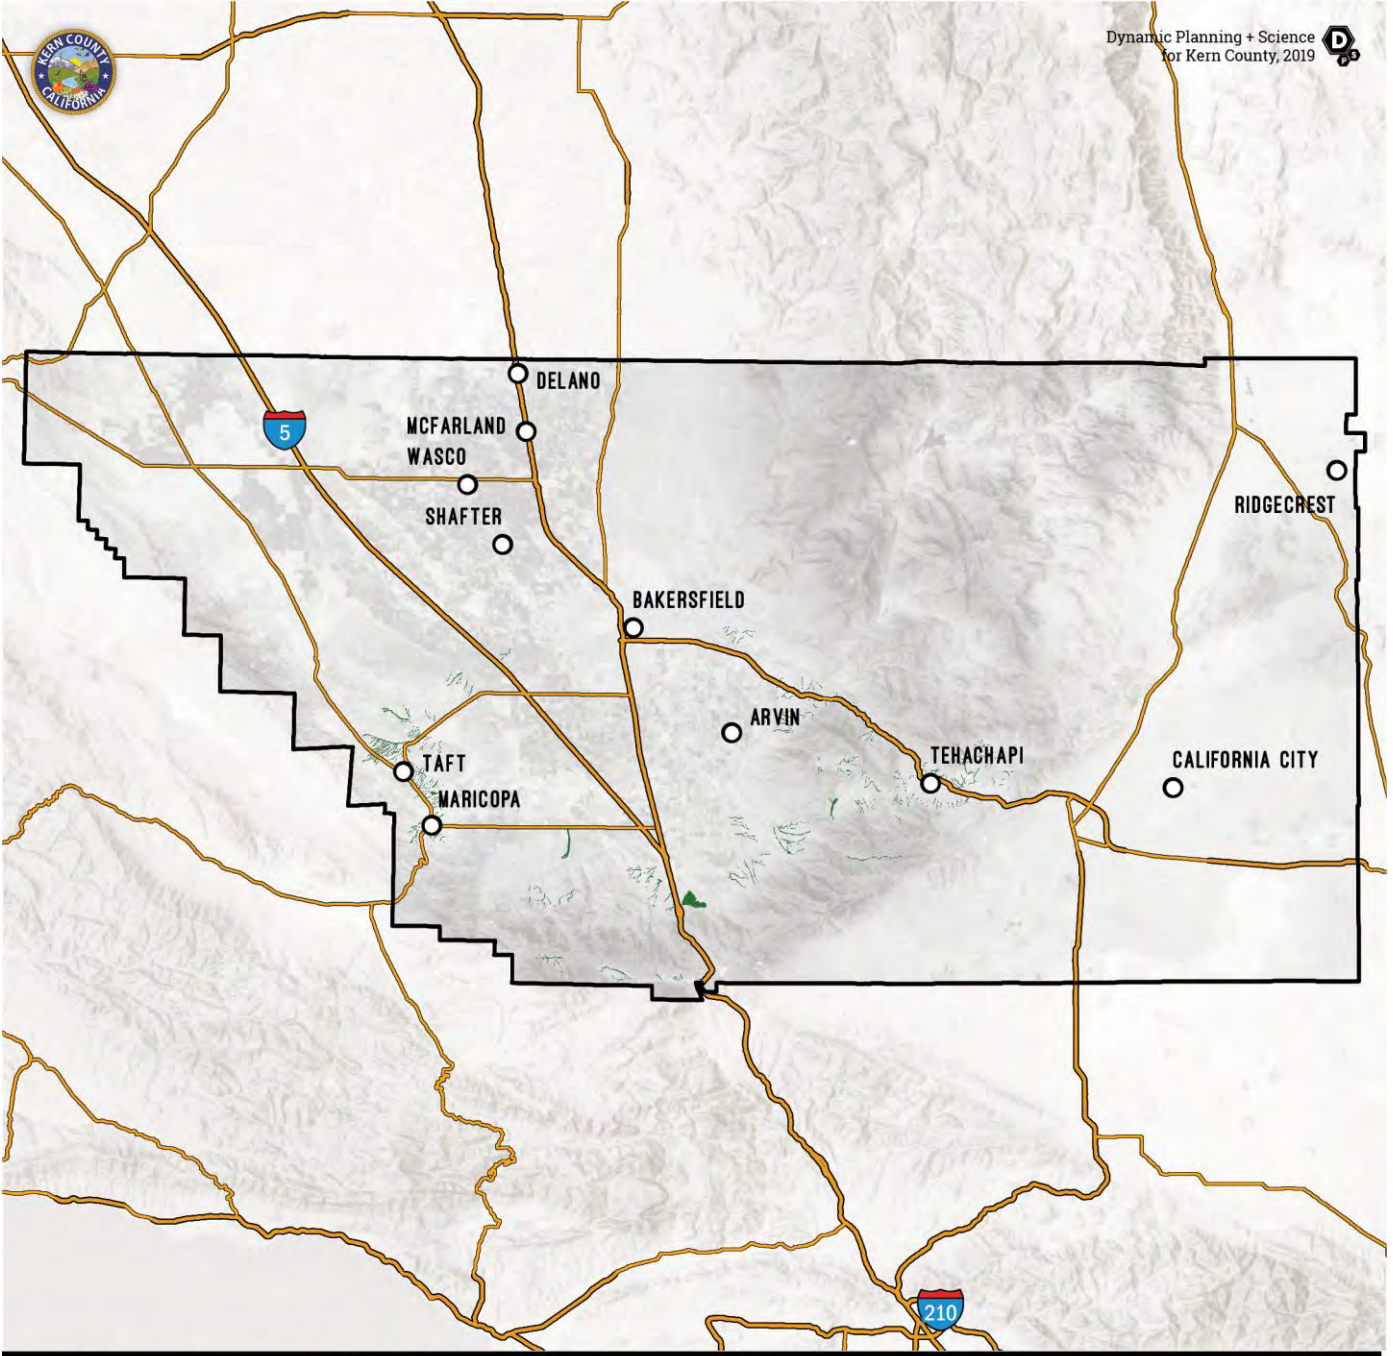 KERN COUNTY
CALIFORNIA
Dynamic Planning + Science
for Kern County, 2019
D
P S
DELANO
MCFARLAND
5
WASCO
RIDGECREST
SHAFTER
BAKERSFIELD
ARVIN
TEHACHAPI
CALIFORNIA CITY
TAFT
MARICOPA
210